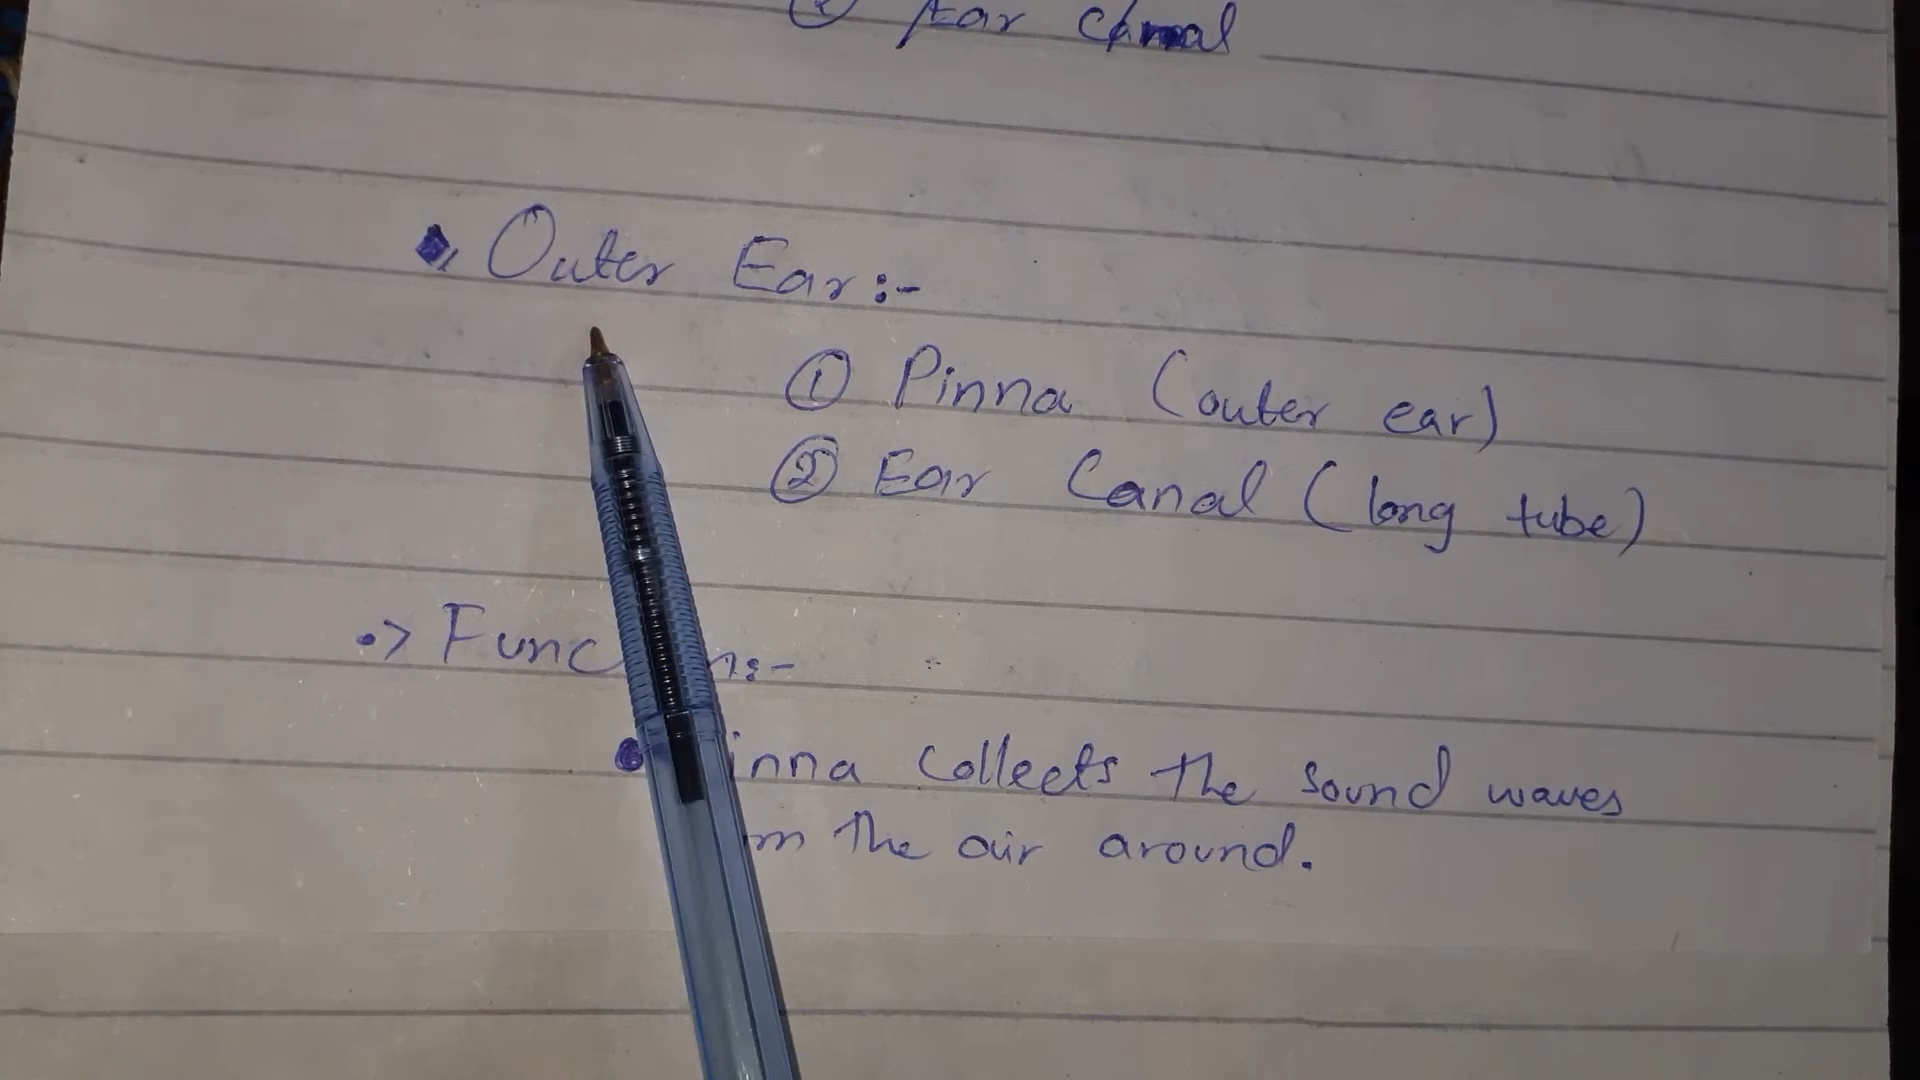 ② Ear Canal
Outer Ear:-
① Pinna (outer ear)
② Ear Canal (long tube)
•> Func n:-
• inna collects the sound waves
m the air around.